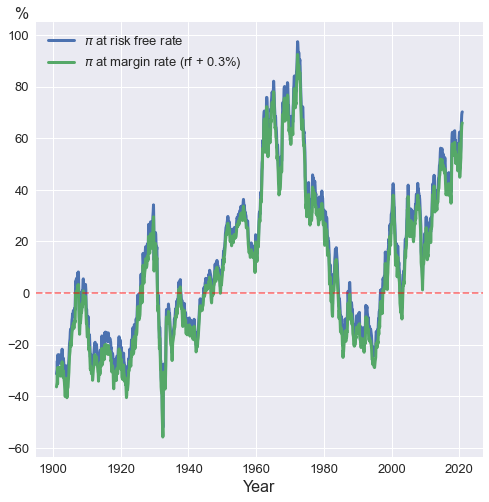 %
π at risk free rate
π at margin rate (rf + 0.3%)
100
80
60
40
20
0
−20
−40
−60
1900 1920 1940 1960 1980 2000 2020
Year